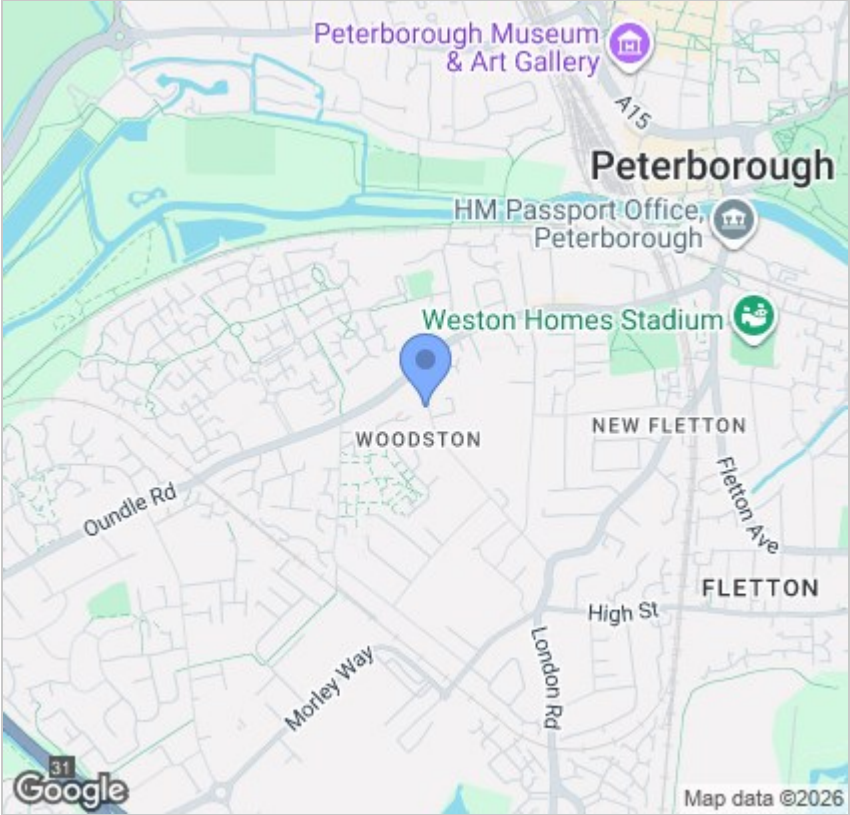 Peterborough Museum
& Art Gallery
A15
Peterborough
HM Passport Office,
Peterborough
Weston Homes Stadium
WOODSTON
NEW FLETTON
Oundle Rd
Fletton Ave
FLETTON
High St
London Rd
Morley Way
31
Google
Map data ©2026